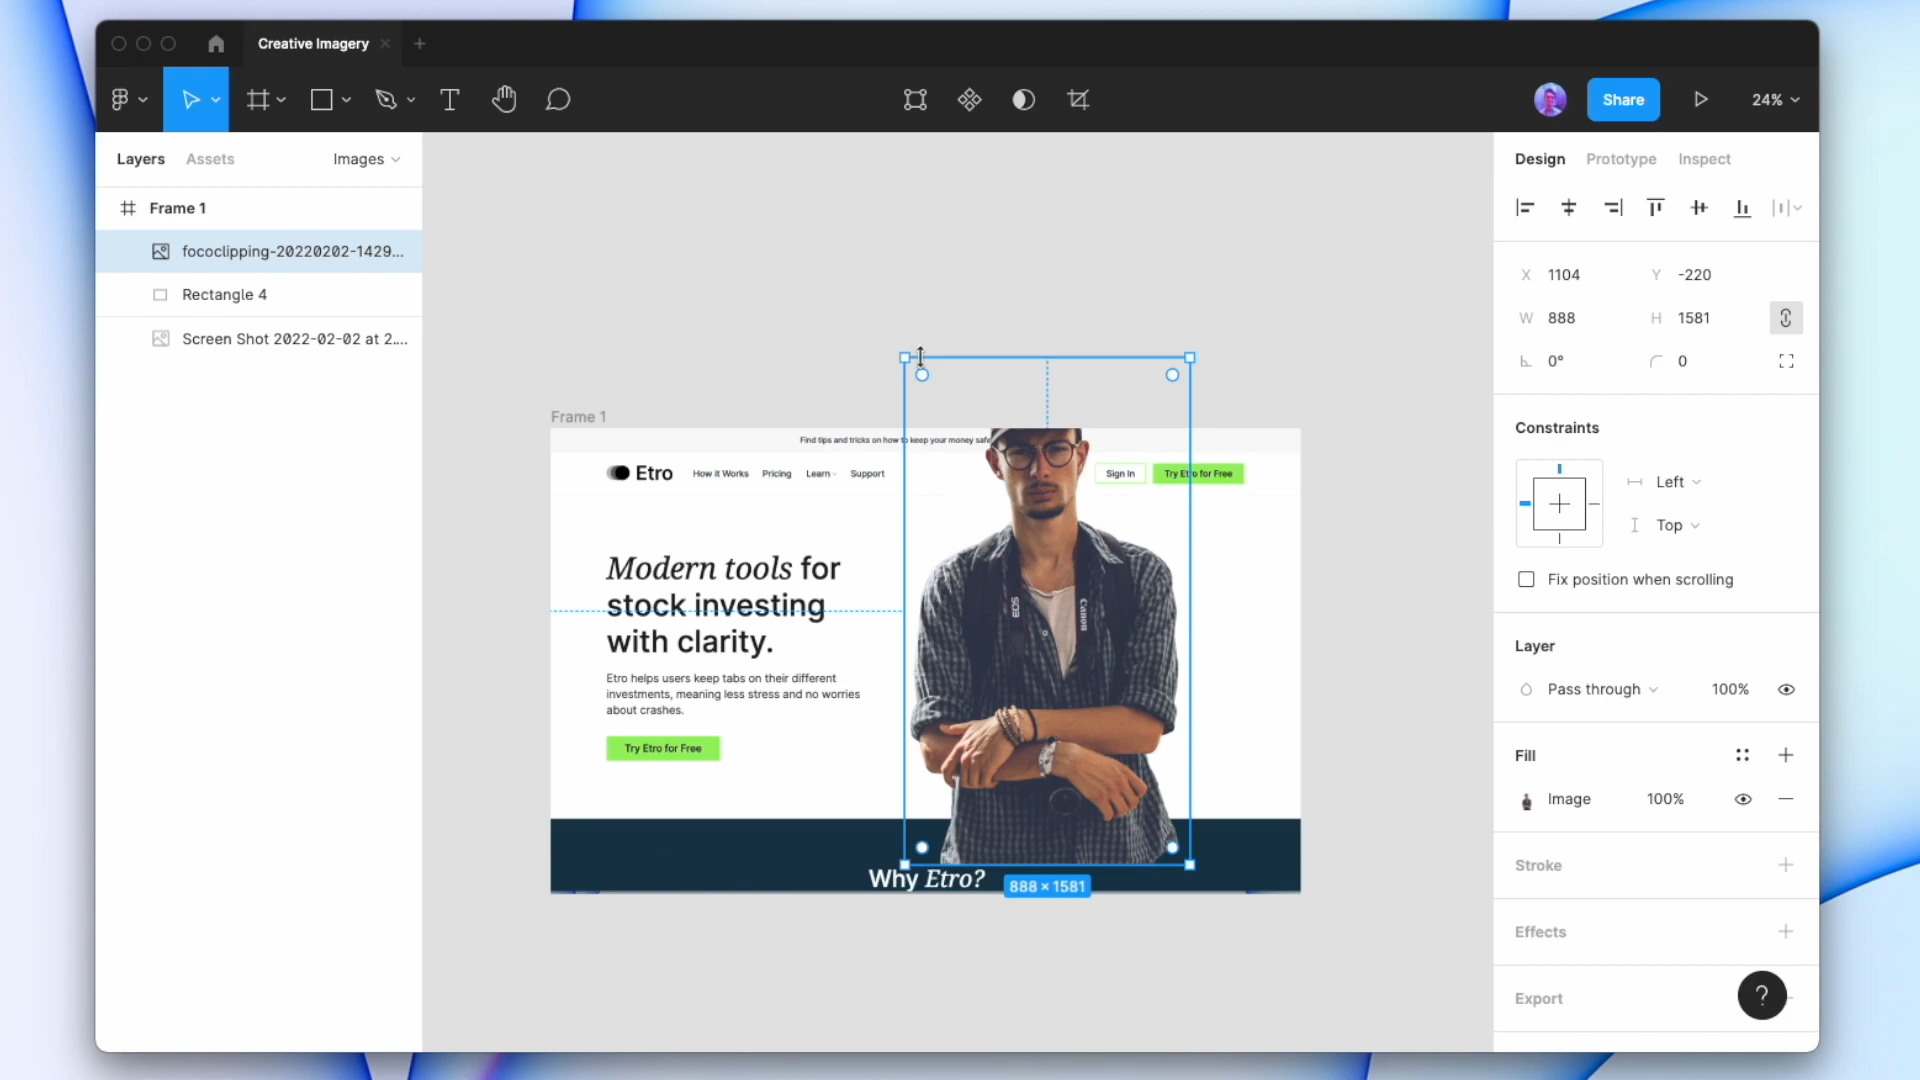 Creative Imagery
Share
24%
Layers
Assets
Images
Frame 1
fococlipping-20220202-1429...
Rectangle 4
Screen Shot 2022-02-02 at 2....
Frame 1
Find tips and tricks on how to keep your money safe
Etro
How it Works
Pricing
Learn
Support
Sign In
Try Etro for Free
Modern tools for
stock investing
with clarity.
Etro helps users keep tabs on their different
investments, meaning less stress and no worries
about crashes.
Try Etro for Free
EOS
Canon
Why Etro?
888 × 1581
Design
Prototype
Inspect
X 1104
Y -220
W 888
H 1581
0°
0
Constraints
Left
Top
Fix position when scrolling
Layer
Pass through
100%
Fill
Image
100%
Stroke
Effects
Export
?